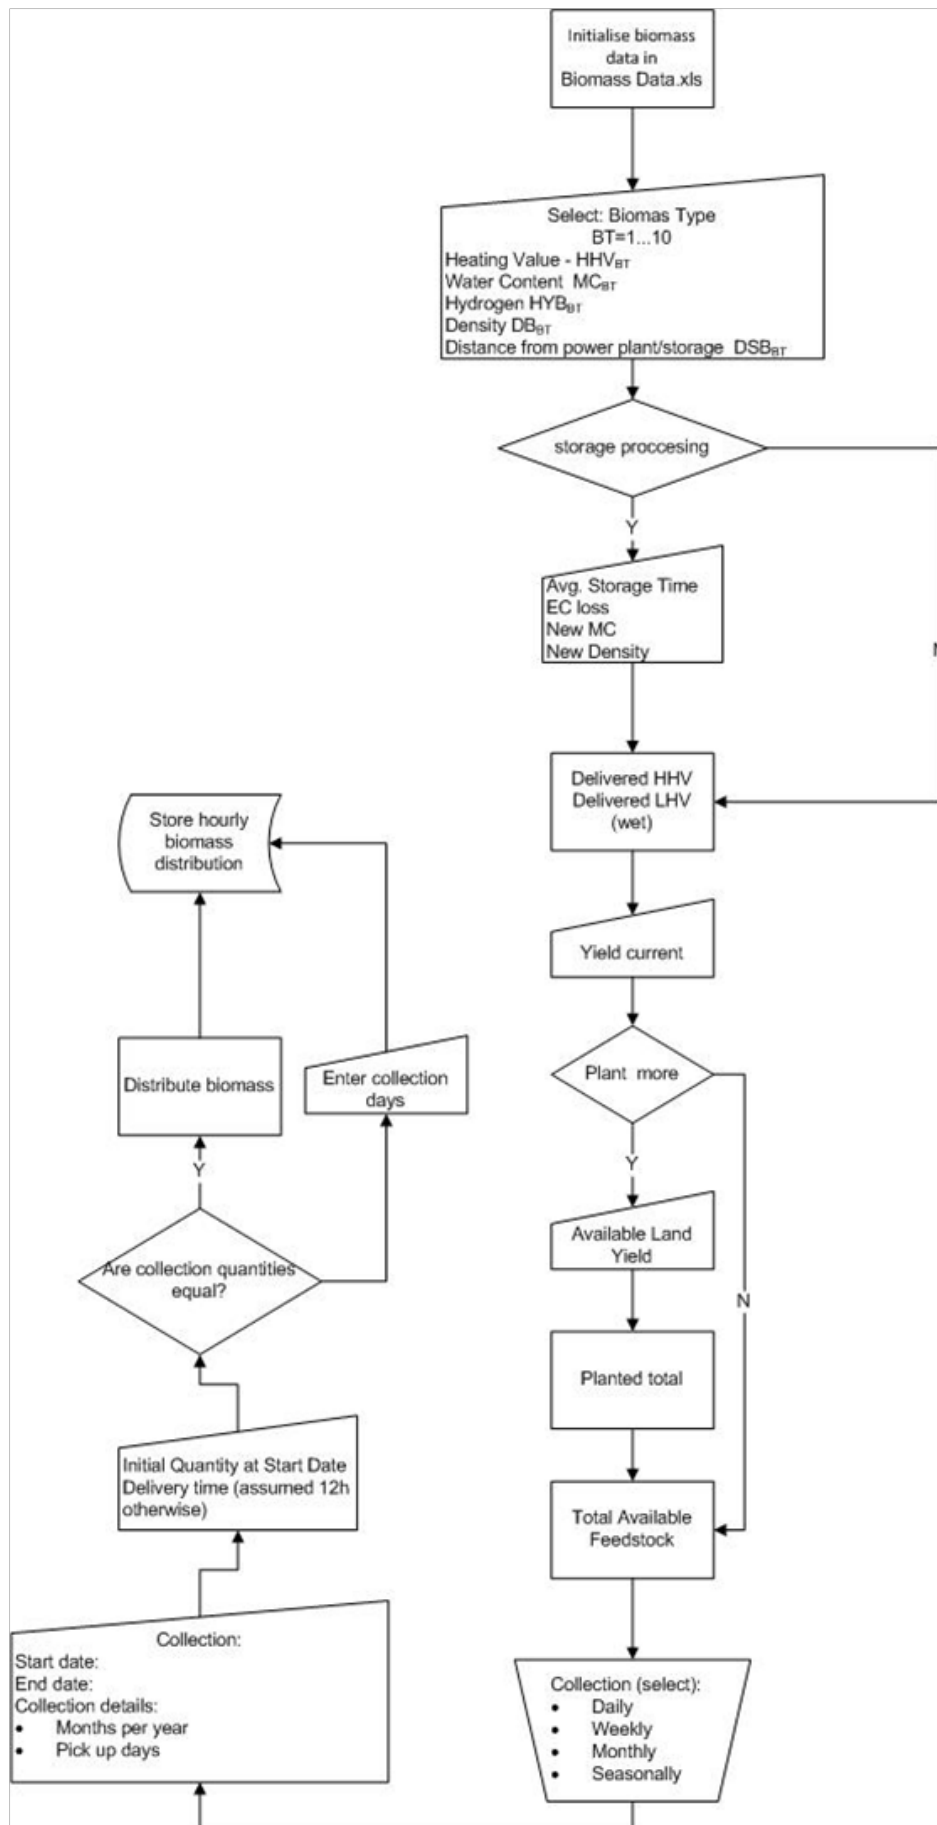 Initialise biomass
data in
Biomass Data.xls
Select: Biomas Type
BT=1...10
Heating Value - HHVBT
Water Content MCBT
Hydrogen HYBBT
Density DBBT
Distance from power plant/storage DSBBT
storage proccesing
Y
Avg. Storage Time
EC loss
New MC
New Density
Delivered HHV
Delivered LHV
(wet)
Yield current
Plant more
Y
N
Available Land
Yield
Planted total
Total Available
Feedstock
Collection (select):
• Daily
• Weekly
• Monthly
• Seasonally
Collection:
Start date:
End date:
Collection details:
• Months per year
• Pick up days
Initial Quantity at Start Date
Delivery time (assumed 12h
otherwise)
Are collection quantities
equal?
Y
Distribute biomass
Enter collection
days
Store hourly
biomass
distribution